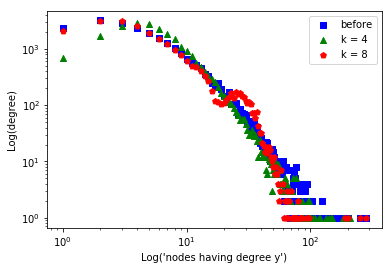 before
k = 4
k = 8
Log(degree)
10³
10²
10¹
10⁰
10⁰
10¹
10²
Log('nodes having degree y')